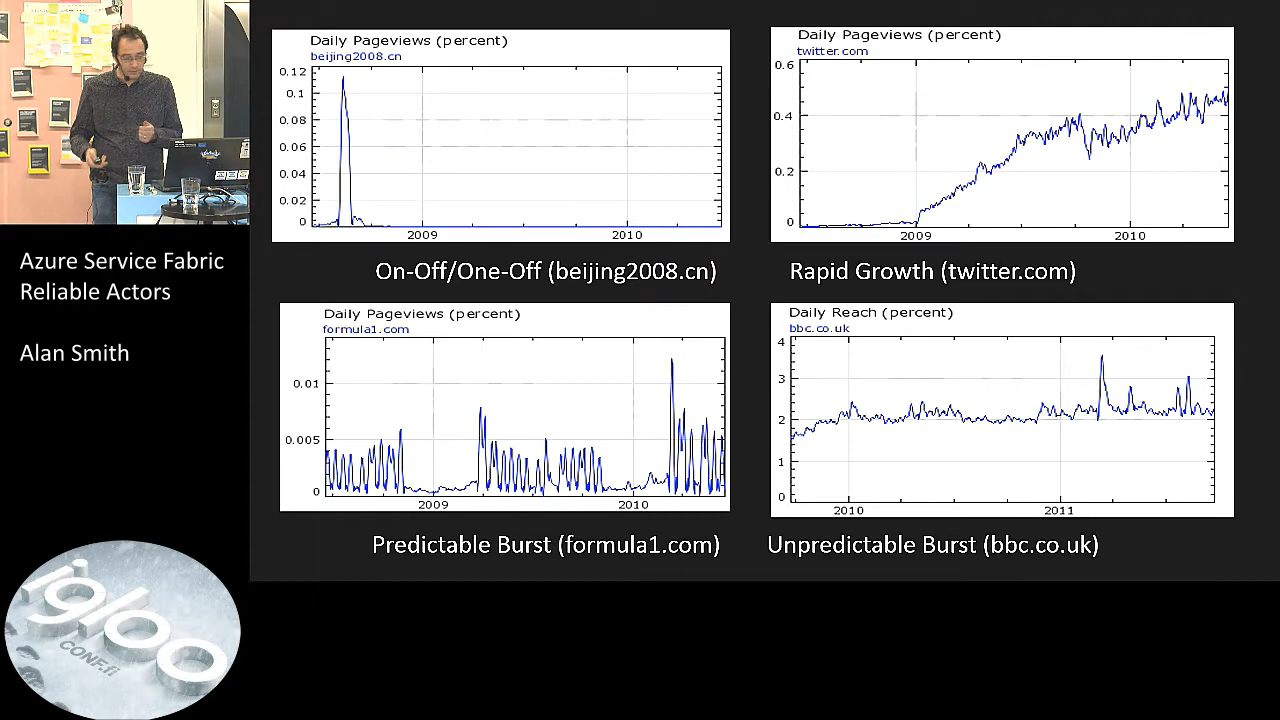 Daily Pageviews (percent)
beijing2008.cn
0.12
0.1
0.08
0.06
0.04
0.02
0
2009
2010
On-Off/One-Off (beijing2008.cn)
Daily Pageviews (percent)
twitter.com
0.6
0.4
0.2
0
2009
2010
Rapid Growth (twitter.com)
Azure Service Fabric
Reliable Actors
Alan Smith
Daily Pageviews (percent)
formula1.com
0.01
0.005
0
2009
2010
Predictable Burst (formula1.com)
Daily Reach (percent)
bbc.co.uk
4
3
2
1
0
2010
2011
Unpredictable Burst (bbc.co.uk)
igloo
CONF.fi